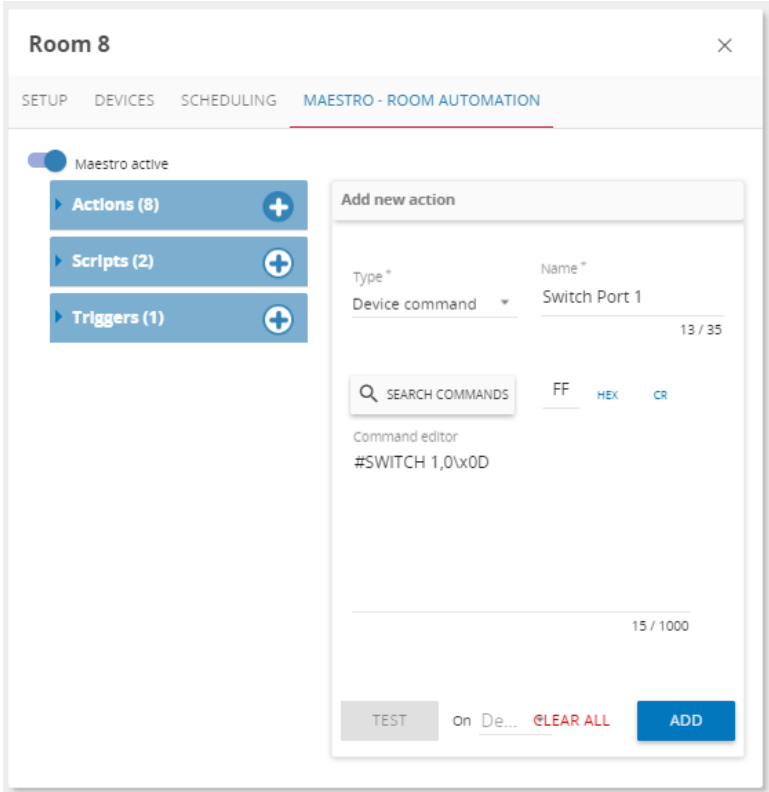 Room 8
SETUP DEVICES SCHEDULING MAESTRO - ROOM AUTOMATION
Maestro active
Actions (8)
Scripts (2)
Triggers (1)
Add new action
Type *
Device command
Name *
Switch Port 1
13 / 35
SEARCH COMMANDS FF HEX CR
Command editor
#SWITCH 1,0\x0D
15 / 1000
TEST On De... CLEAR ALL ADD